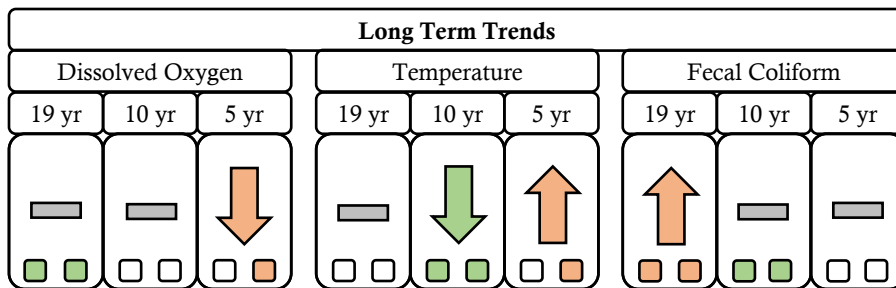 Long Term Trends
Dissolved Oxygen Temperature Fecal Coliform
19 yr 10 yr 5 yr 19 yr 10 yr 5 yr 19 yr 10 yr 5 yr